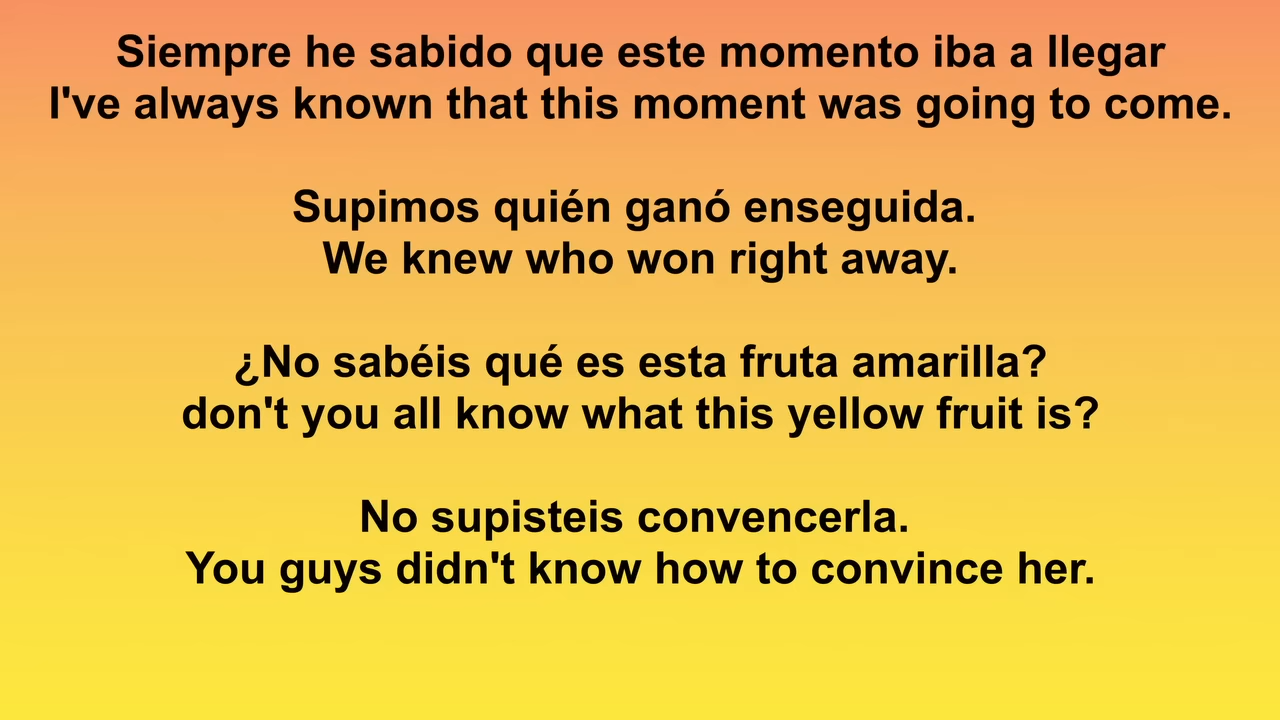 Siempre he sabido que este momento iba a llegar
I've always known that this moment was going to come.
Supimos quién ganó enseguida.
We knew who won right away.
¿No sabéis qué es esta fruta amarilla?
don't you all know what this yellow fruit is?
No supisteis convencerla.
You guys didn't know how to convince her.